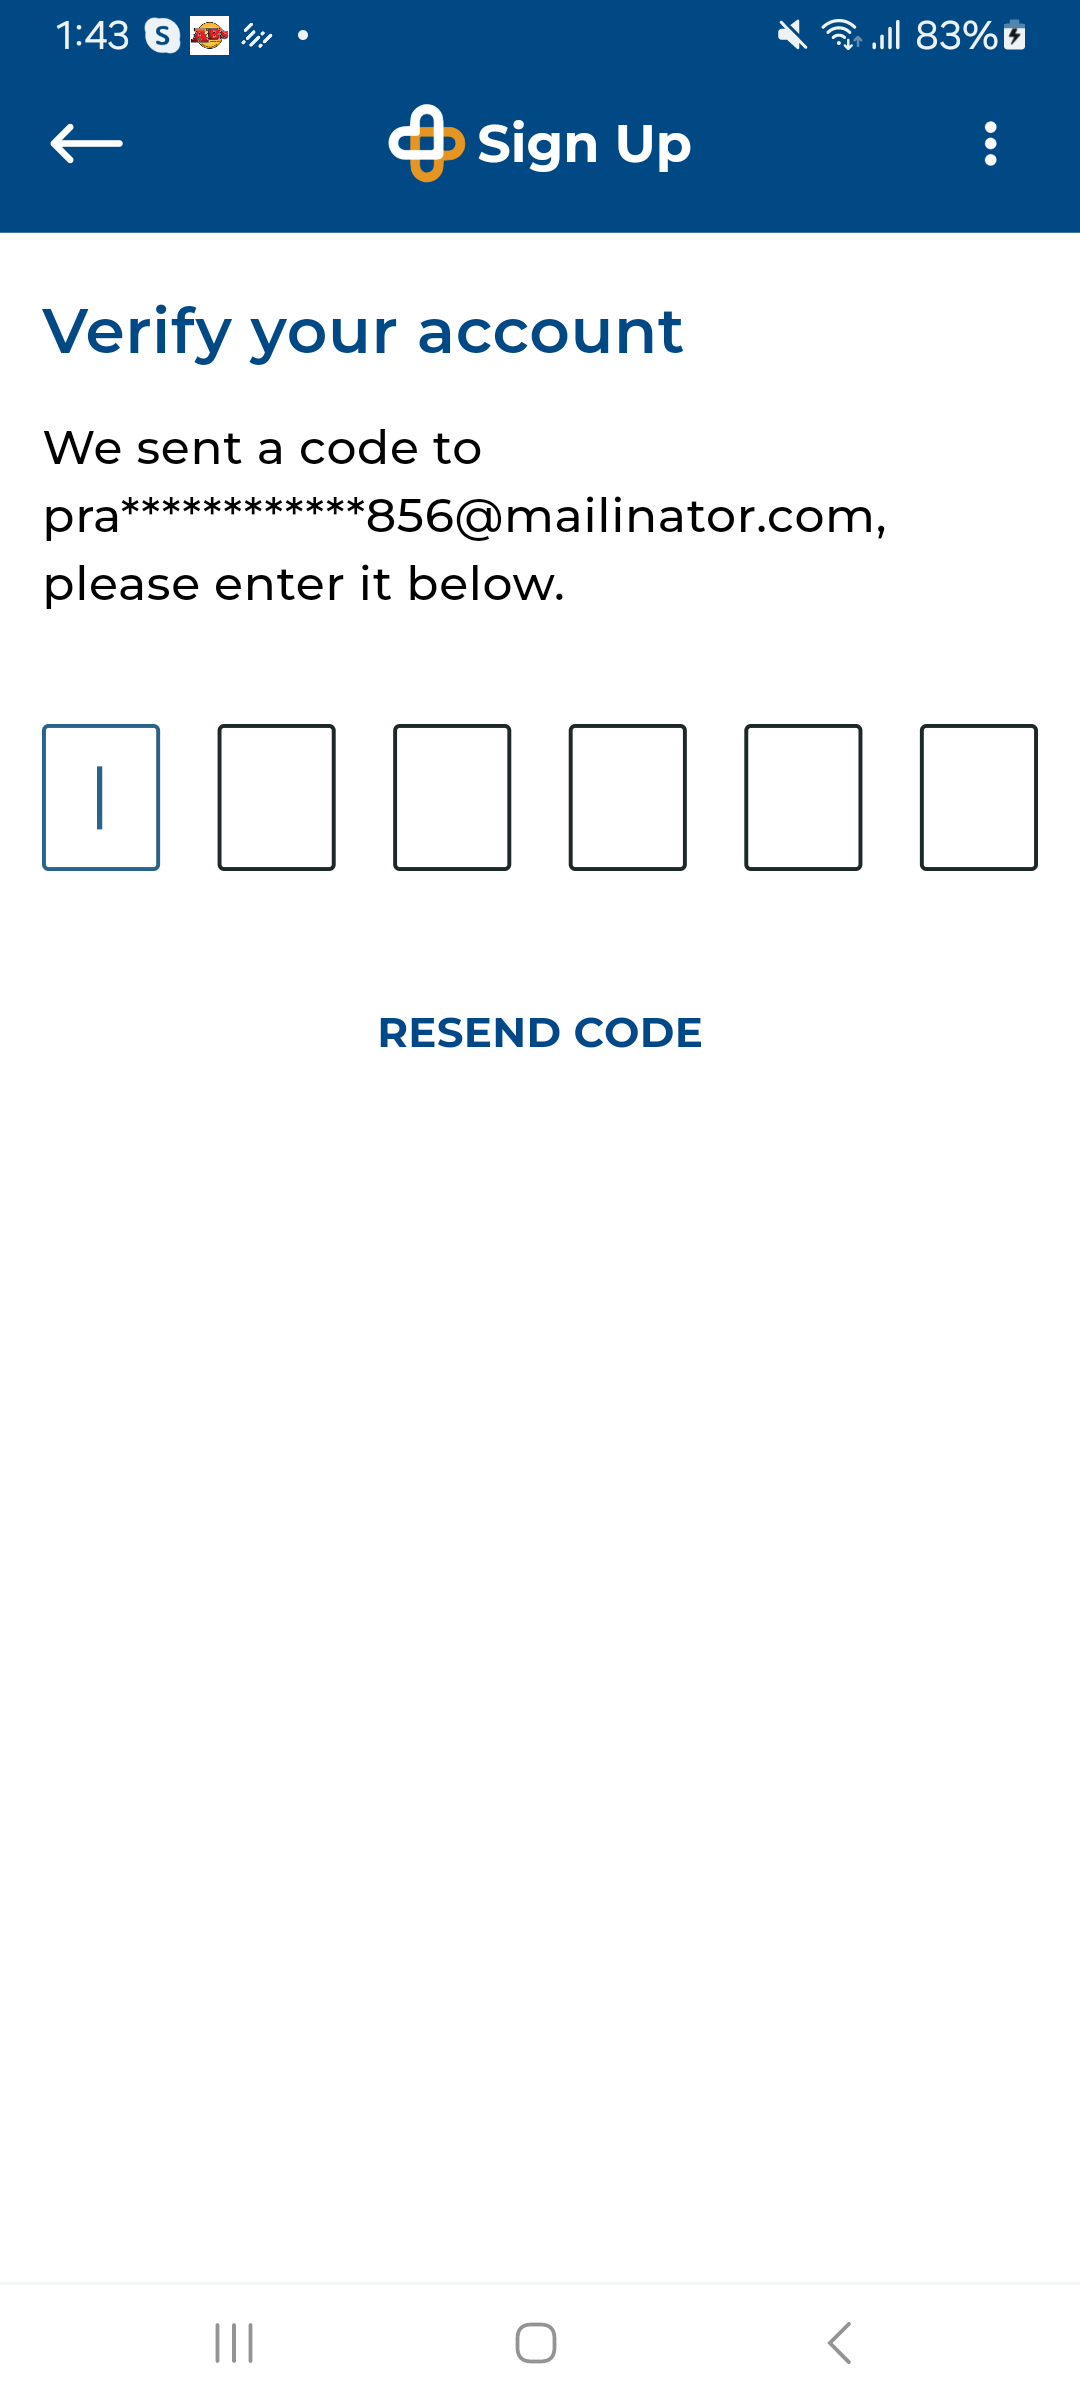 1:43 S 83%
Sign Up
Verify your account
We sent a code to
pra************856@mailinator.com,
please enter it below.
RESEND CODE